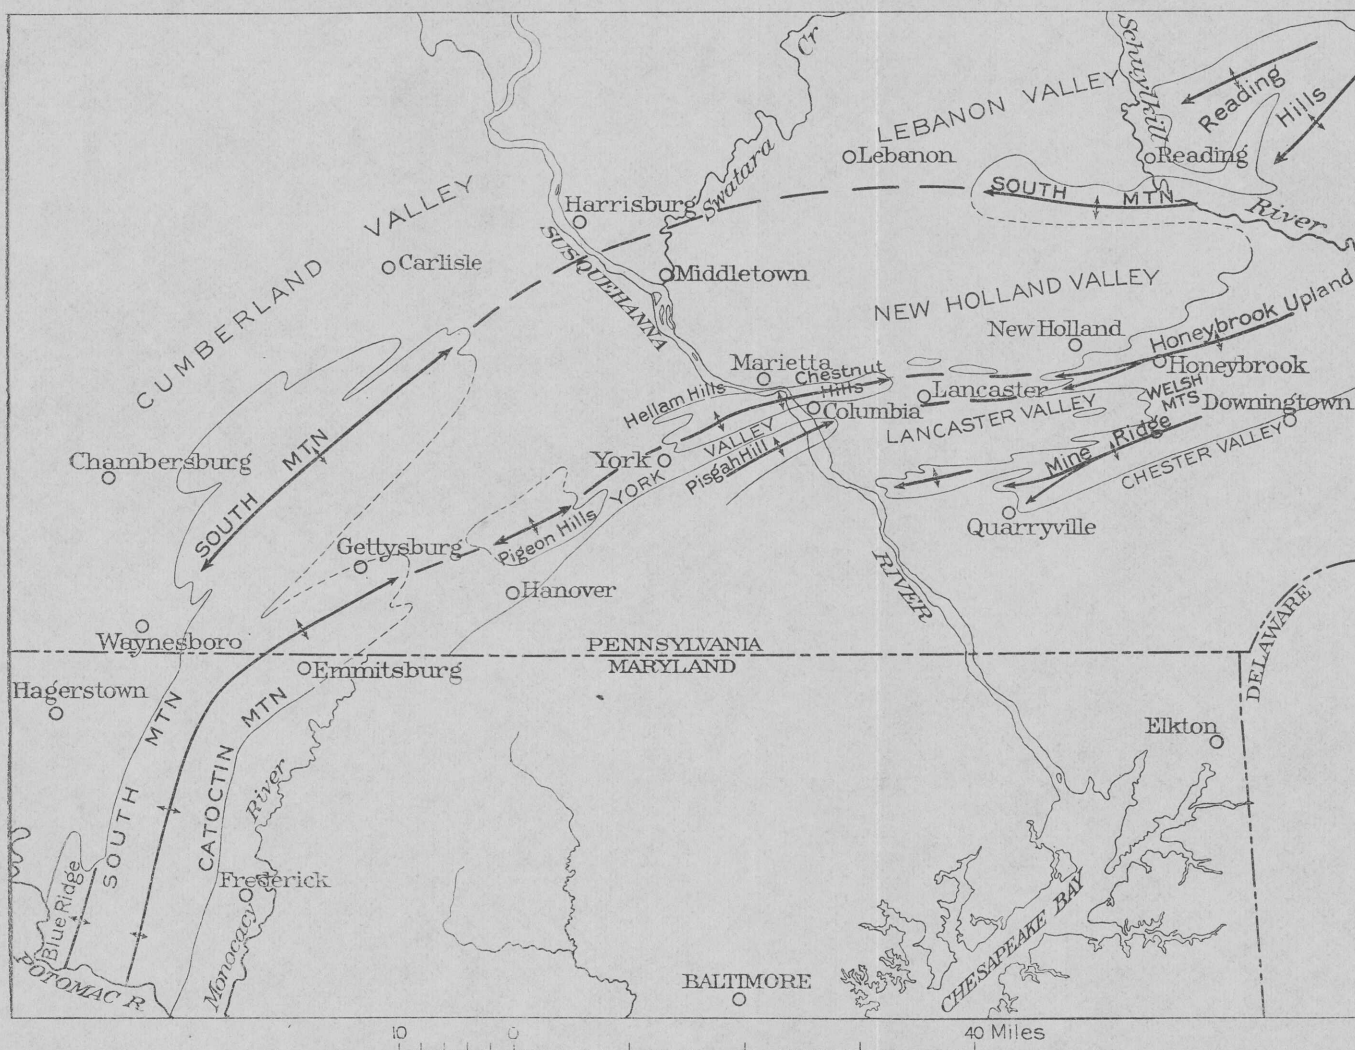 Cr
Schuylkill
LEBANON VALLEY
Reading
Hills
Lebanon
Reading
Swatara
CUMBERLAND VALLEY
Harrisburg
SOUTH MTN
River
SUSQUEHANNA
Carlisle
Middletown
NEW HOLLAND VALLEY
New Holland
Honeybrook Upland
Marietta
Chestnut
Hills
Honeybrook
Hellam Hills
Lancaster
WELSH
MTS
Columbia
Downingtown
LANCASTER VALLEY
SOUTH MTN
Chambersburg
York
YORK VALLEY
Pisgah Hill
Mine Ridge
CHESTER VALLEY
Quarryville
Gettysburg
Pigeon Hills
Hanover
RIVER
Waynesboro
PENNSYLVANIA
MARYLAND
DELAWARE
Emmitsburg
Hagerstown
SOUTH MTN
CATOCTIN MTN
Elkton
Monocacy River
Frederick
Blue Ridge
POTOMAC R.
BALTIMORE
CHESAPEAKE BAY
10 0 40 Miles